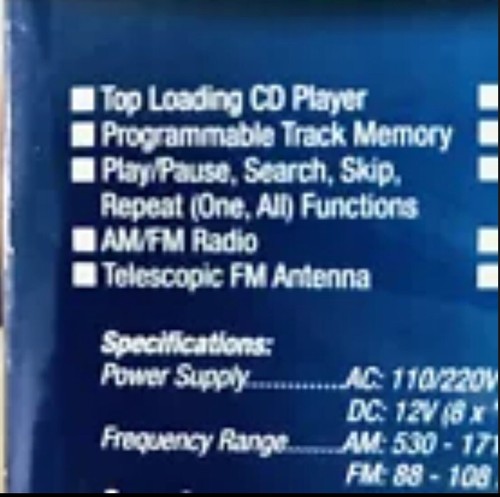 Top Loading CD Player
Programmable Track Memory
Play/Pause, Search, Skip,
Repeat (One, All) Functions
AM/FM Radio
Telescopic FM Antenna
Specifications:
Power Supply..............AC: 110/220V
DC: 12V (8 x
Frequency Range........AM: 530 - 171
FM: 88 - 108